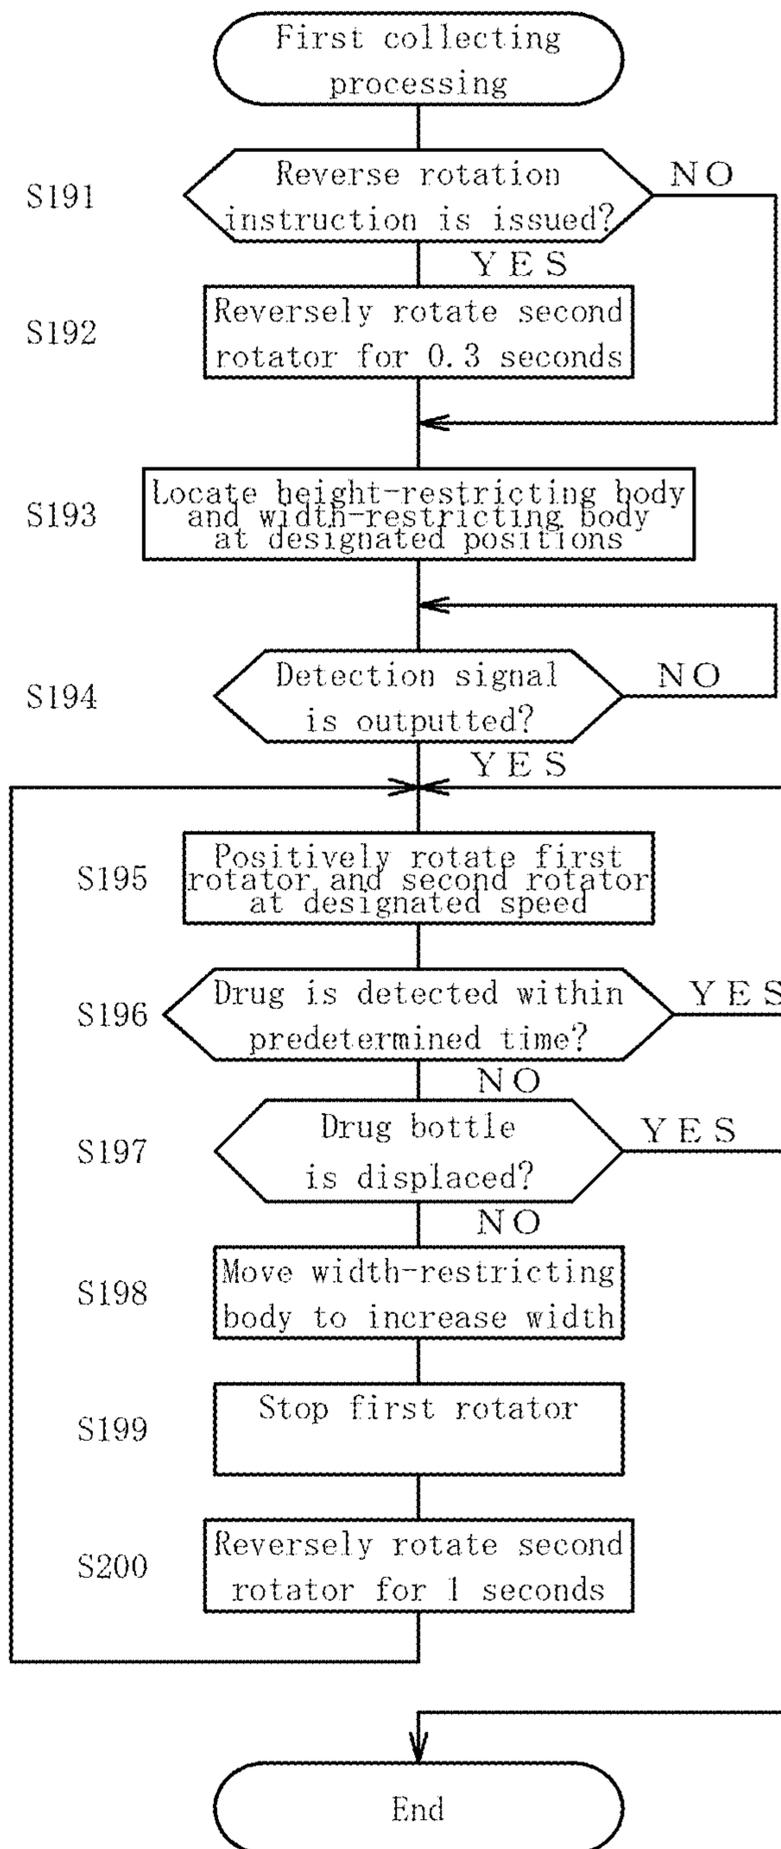 First collecting
processing
S191
Reverse rotation
instruction is issued?
NO
YES
S192
Reversely rotate second
rotator for 0.3 seconds
S193
Locate height-restricting body
and width-restricting body
at designated positions
S194
Detection signal
is outputted?
NO
YES
S195
Positively rotate first
rotator and second rotator
at designated speed
S196
Drug is detected within
predetermined time?
YES
NO
S197
Drug bottle
is displaced?
YES
NO
S198
Move width-restricting
body to increase width
S199
Stop first rotator
S200
Reversely rotate second
rotator for 1 seconds
End